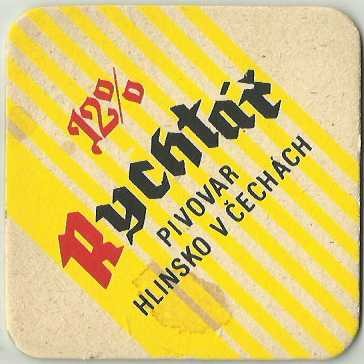 12%
Rychtář
PIVOVAR
HLINSKO V ČECHÁCH